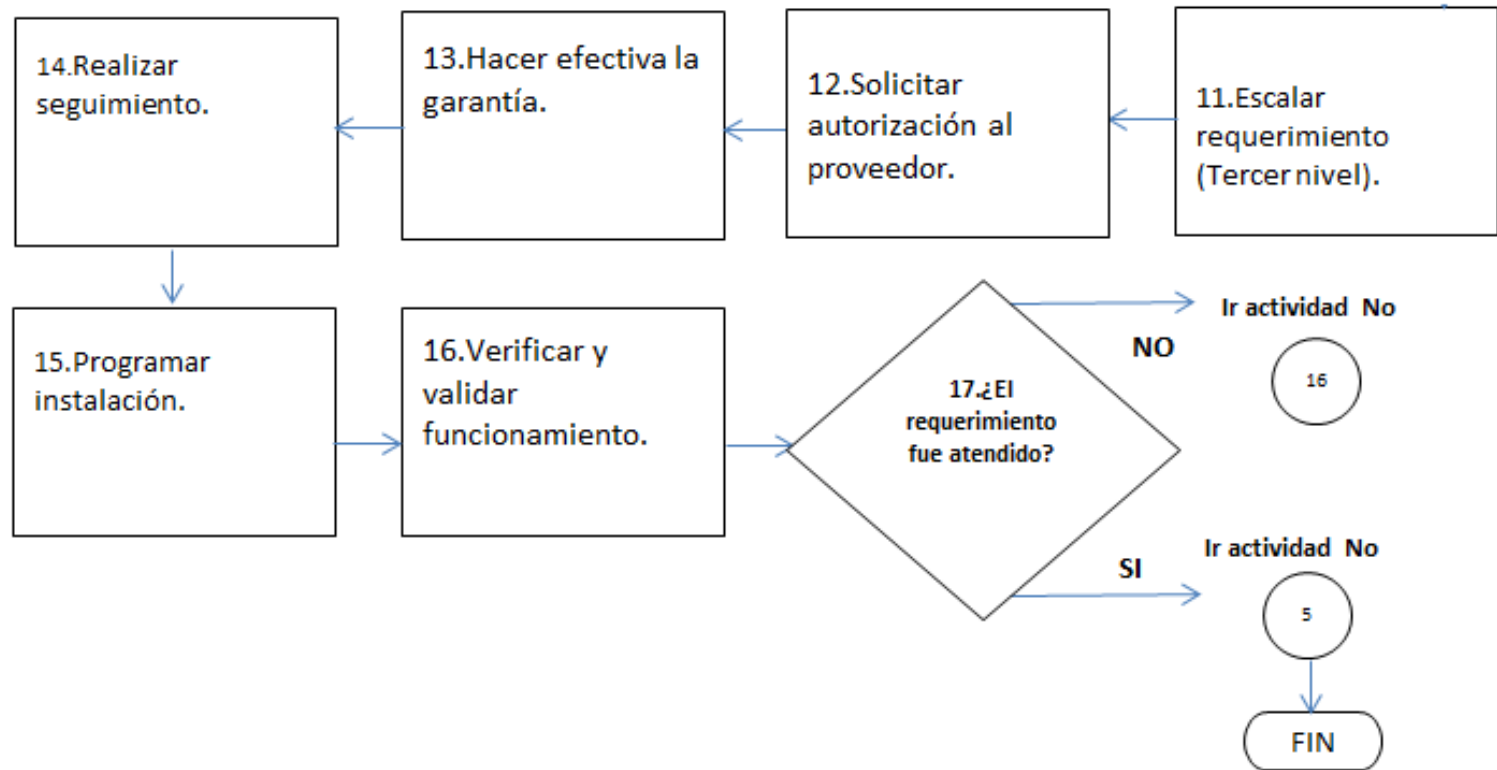 14.Realizar
seguimiento.
13.Hacer efectiva la
garantía.
12.Solicitar
autorización al
proveedor.
11.Escalar
requerimiento
(Tercer nivel).
15.Programar
instalación.
16.Verificar y
validar
funcionamiento.
17.¿El
requerimiento
fue atendido?
Ir actividad No
NO
16
Ir actividad No
SI
5
FIN